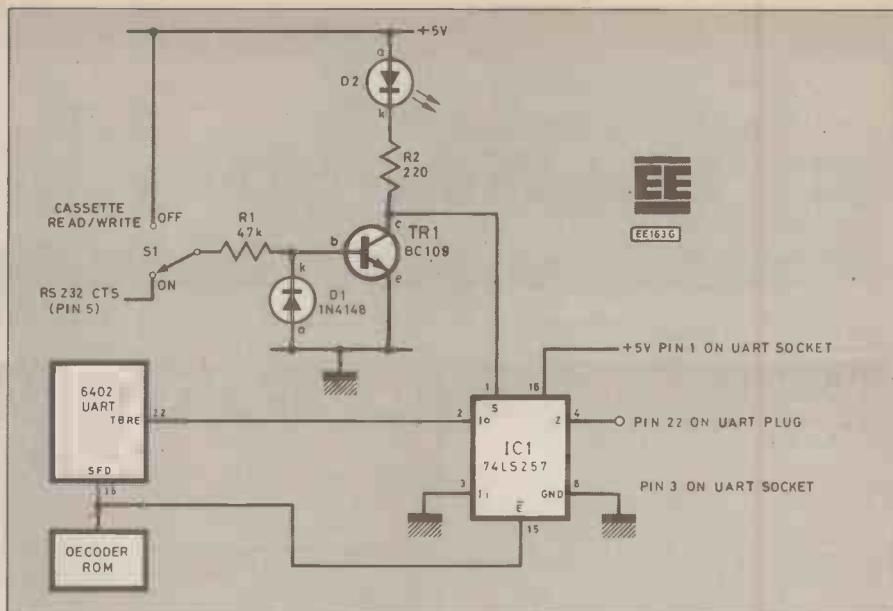 +5V
a
D2
k
R2
220
CASSETTE
READ/WRITE
OFF
S1
R1
47k
b
c
TR1
BC109
e
EE
EE163G
ON
RS232 CTS
(PIN 5)
k
D1
1N4148
a
+5V PIN 1 ON UART SOCKET
6402
UART
TBRE
22
1
16
S
2
I0
Z
4
PIN 22 ON UART PLUG
IC1
74LS257
SFD
16
3
I1
GND
8
PIN 3 ON UART SOCKET
E
15
DECODER
ROM